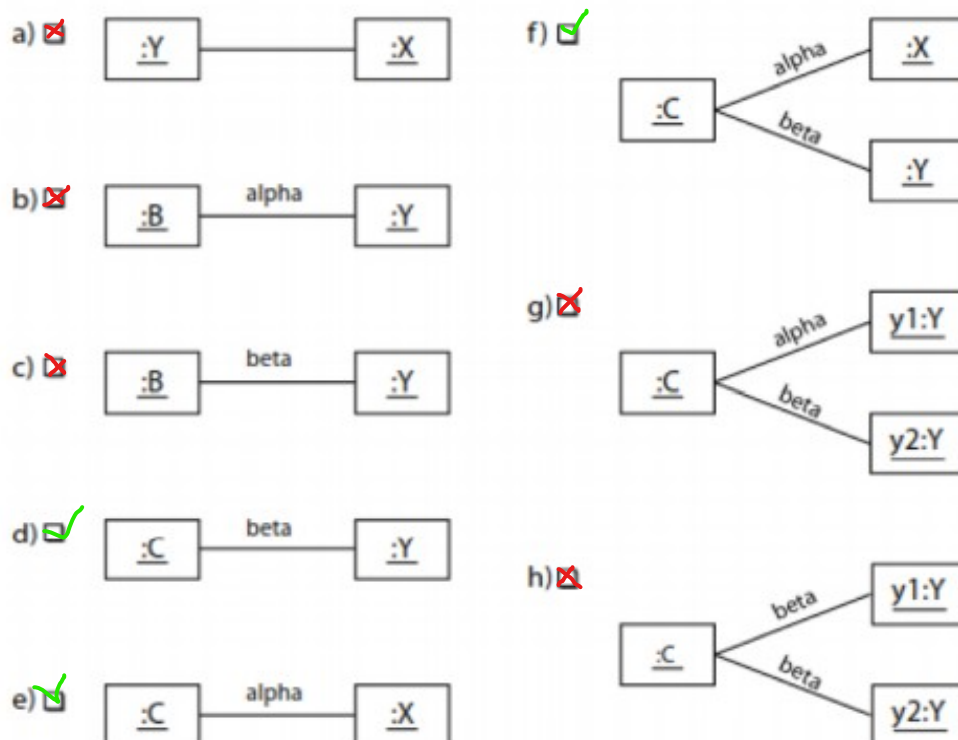 a) :Y :X
b) :B alpha :Y
c) :B beta :Y
d) :C beta :Y
e) :C alpha :X
f) :C alpha :X
beta :Y
g) :C alpha y1:Y
beta y2:Y
h) :C beta y1:Y
beta y2:Y